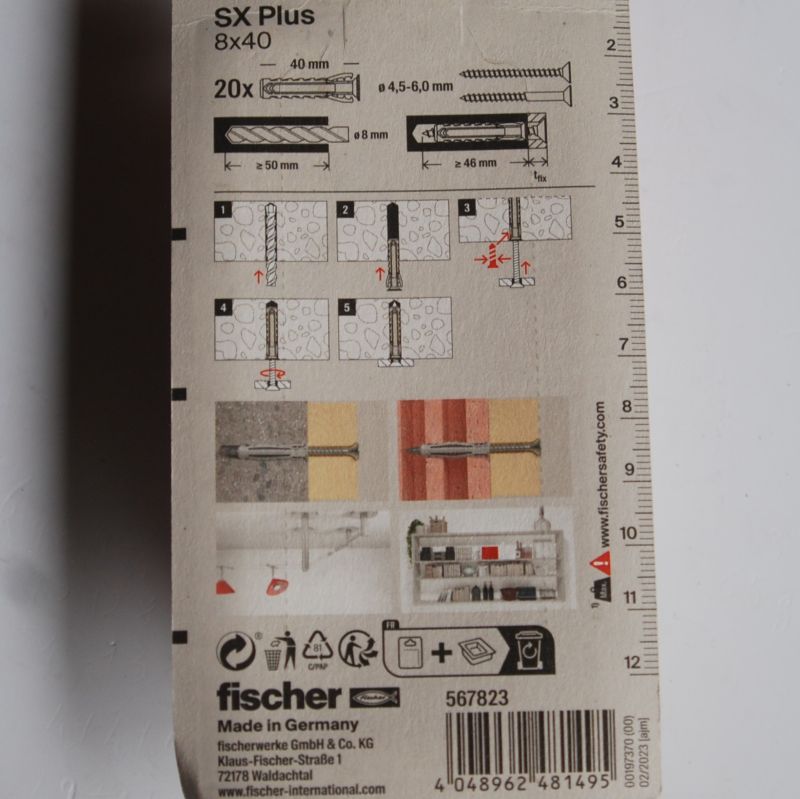 SX Plus
8x40
40 mm
20x
ø 4,5-6,0 mm
ø 8 mm
≥ 50 mm
≥ 46 mm
tfix
1
2
3
4
5
2
3
4
5
6
7
8
9
10
11
12
www.fischersafety.com
1)
Max.
®
81
C/PAP
FR
fischer
fischer
Made in Germany
fischerwerke GmbH & Co. KG
Klaus-Fischer-Straße 1
72178 Waldachtal
www.fischer-international.com
567823
4 048962 481495
00197370 (00)
02/2023 [ajm]